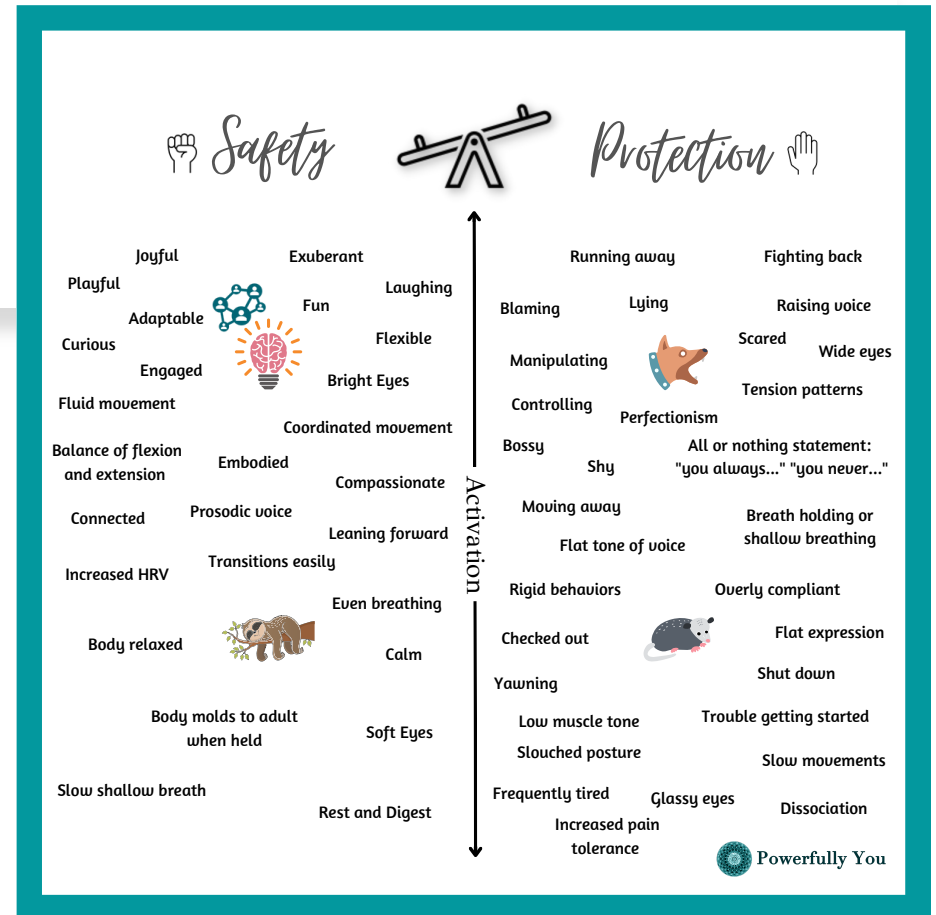 Safety
Protection
Joyful
Exuberant
Playful
Laughing
Fun
Adaptable
Curious
Flexible
Engaged
Bright Eyes
Fluid movement
Coordinated movement
Balance of flexion
and extension
Embodied
Compassionate
Connected
Prosodic voice
Leaning forward
Transitions easily
Increased HRV
Even breathing
Body relaxed
Calm
Body molds to adult
when held
Soft Eyes
Slow shallow breath
Rest and Digest
Activation
Running away
Fighting back
Blaming
Lying
Raising voice
Scared
Wide eyes
Manipulating
Tension patterns
Controlling
Perfectionism
Bossy
All or nothing statement:
"you always..." "you never..."
Shy
Moving away
Breath holding or
shallow breathing
Flat tone of voice
Rigid behaviors
Overly compliant
Checked out
Flat expression
Shut down
Yawning
Low muscle tone
Trouble getting started
Slouched posture
Slow movements
Frequently tired
Glassy eyes
Dissociation
Increased pain
tolerance
Powerfully You